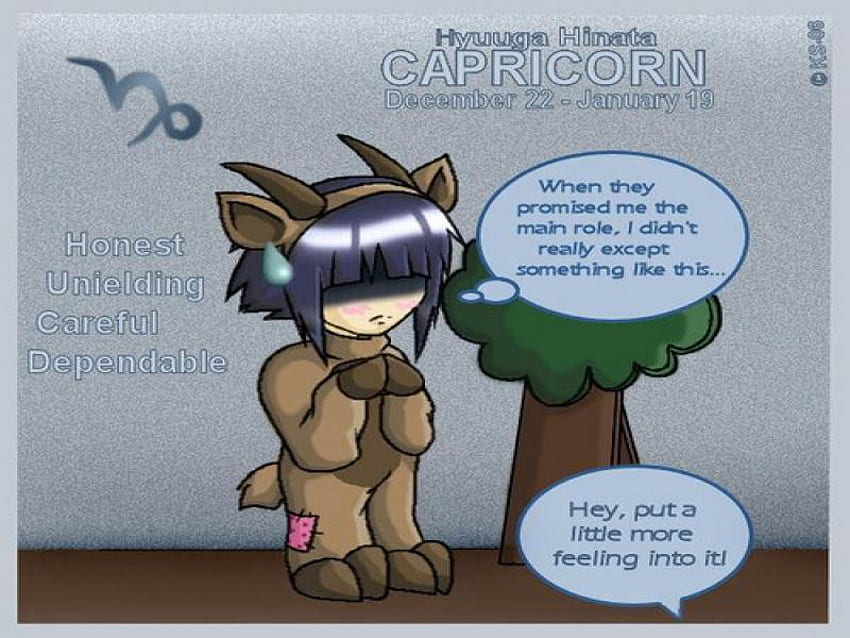 Hyuuga Hinata
CAPRICORN
December 22 - January 19
© KS-06
Honest
Unielding
Careful
Dependable
When they
promised me the
main role, I didn't
really except
something like this...
Hey, put a
little more
feeling into it!